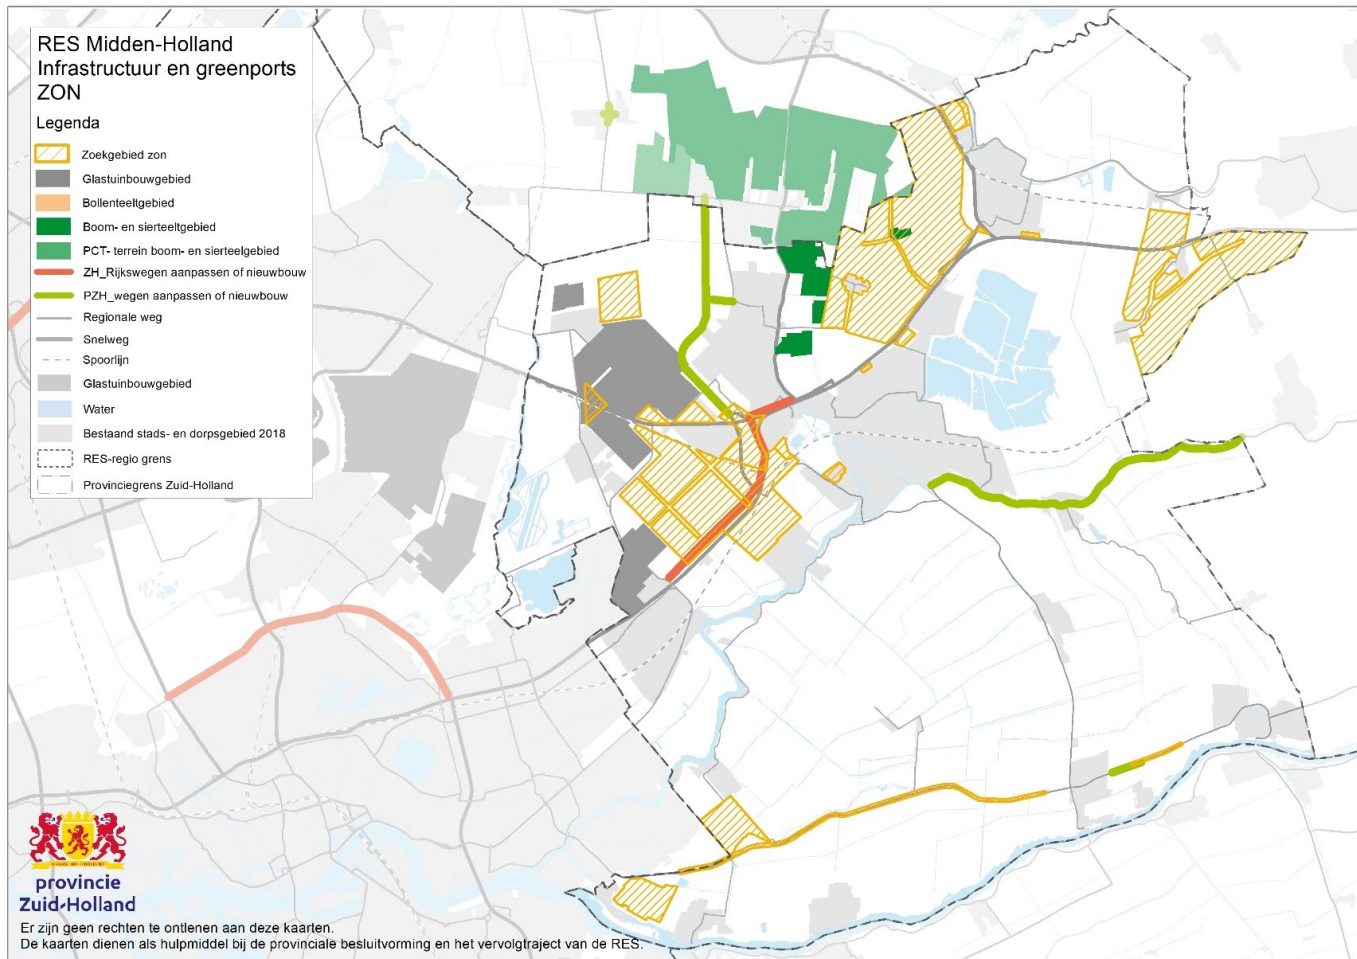 RES Midden-Holland
Infrastructuur en greenports
ZON
Legenda
Zoekgebied zon
Glastuinbouwgebied
Bollenteeltgebied
Boom- en sierteeltgebied
PCT- terrein boom- en sierteelgebied
ZH_Rijkswegen aanpassen of nieuwbouw
PZH_wegen aanpassen of nieuwbouw
Regionale weg
Snelweg
Spoorlijn
Glastuinbouwgebied
Water
Bestaand stads- en dorpsgebied 2018
RES-regio grens
Provinciegrens Zuid-Holland
provincie
Zuid-Holland
Er zijn geen rechten te ontlenen aan deze kaarten.
De kaarten dienen als hulpmiddel bij de provinciale besluitvorming en het vervolgtraject van de RES.